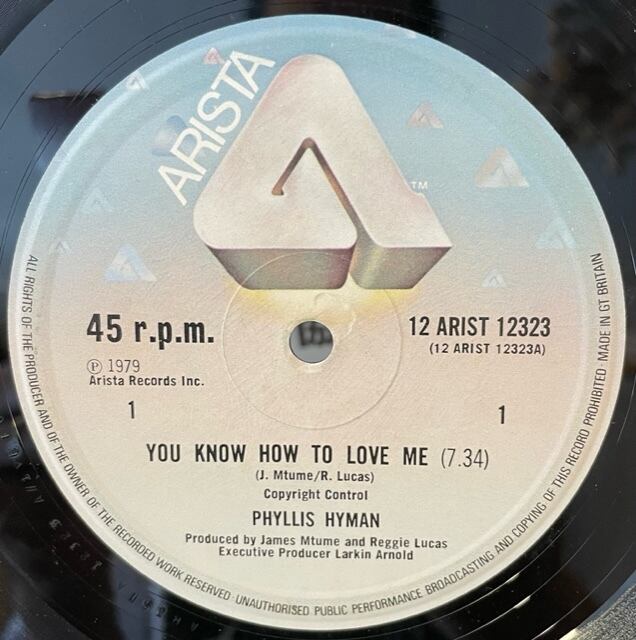 ARISTA
TM
45 r.p.m.
12 ARIST 12323
(12 ARIST 12323A)
℗ 1979
Arista Records Inc.
1
1
YOU KNOW HOW TO LOVE ME (7.34)
(J. Mtume/R. Lucas)
Copyright Control
PHYLLIS HYMAN
Produced by James Mtume and Reggie Lucas
Executive Producer Larkin Arnold
ALL RIGHTS OF THE PRODUCER AND OF THE OWNER OF THE RECORDED WORK RESERVED · UNAUTHORISED PUBLIC PERFORMANCE BROADCASTING AND COPYING OF THIS RECORD PROHIBITED · MADE IN GT BRITAIN